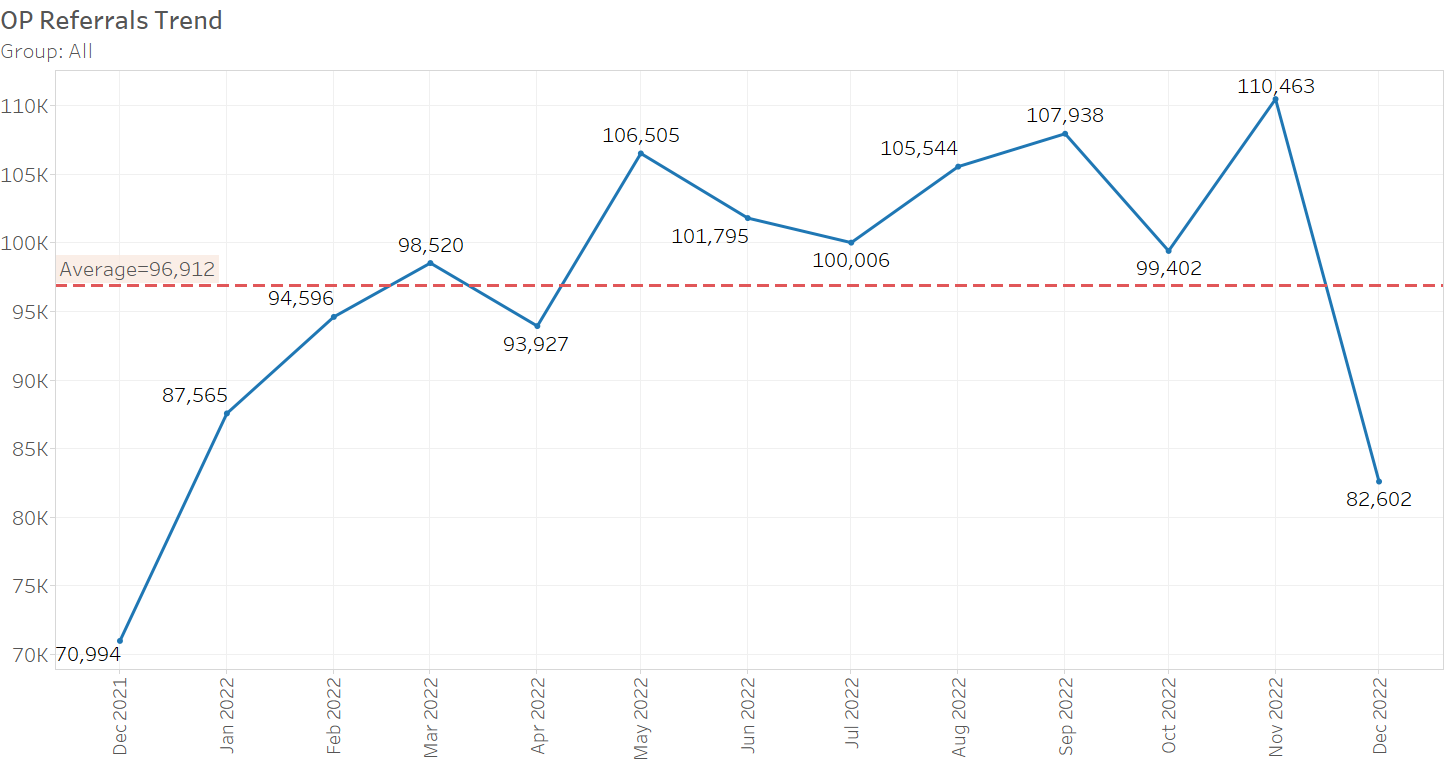 OP Referrals Trend
Group: All
110K
105K
100K
95K
90K
85K
80K
75K
70K
Average=96,912
70,994
87,565
94,596
98,520
93,927
106,505
101,795
100,006
105,544
107,938
99,402
110,463
82,602
Dec 2021
Jan 2022
Feb 2022
Mar 2022
Apr 2022
May 2022
Jun 2022
Jul 2022
Aug 2022
Sep 2022
Oct 2022
Nov 2022
Dec 2022